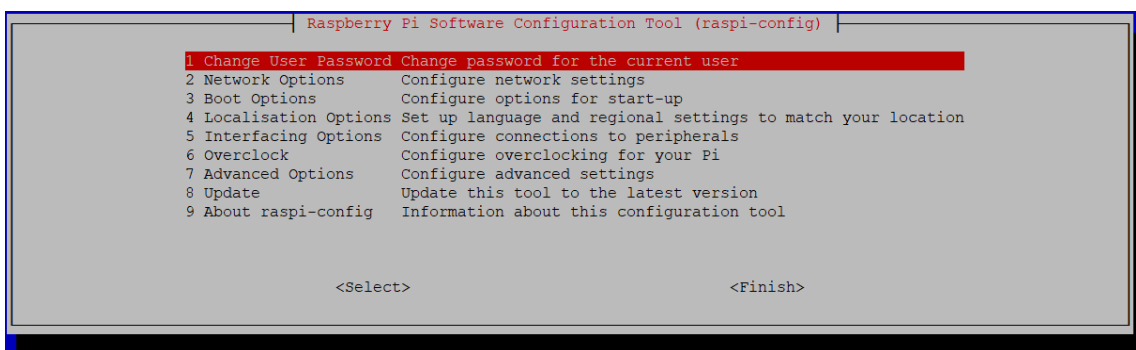 Raspberry Pi Software Configuration Tool (raspi-config)
1 Change User Password Change password for the current user
2 Network Options Configure network settings
3 Boot Options Configure options for start-up
4 Localisation Options Set up language and regional settings to match your location
5 Interfacing Options Configure connections to peripherals
6 Overclock Configure overclocking for your Pi
7 Advanced Options Configure advanced settings
8 Update Update this tool to the latest version
9 About raspi-config Information about this configuration tool
<Select> <Finish>